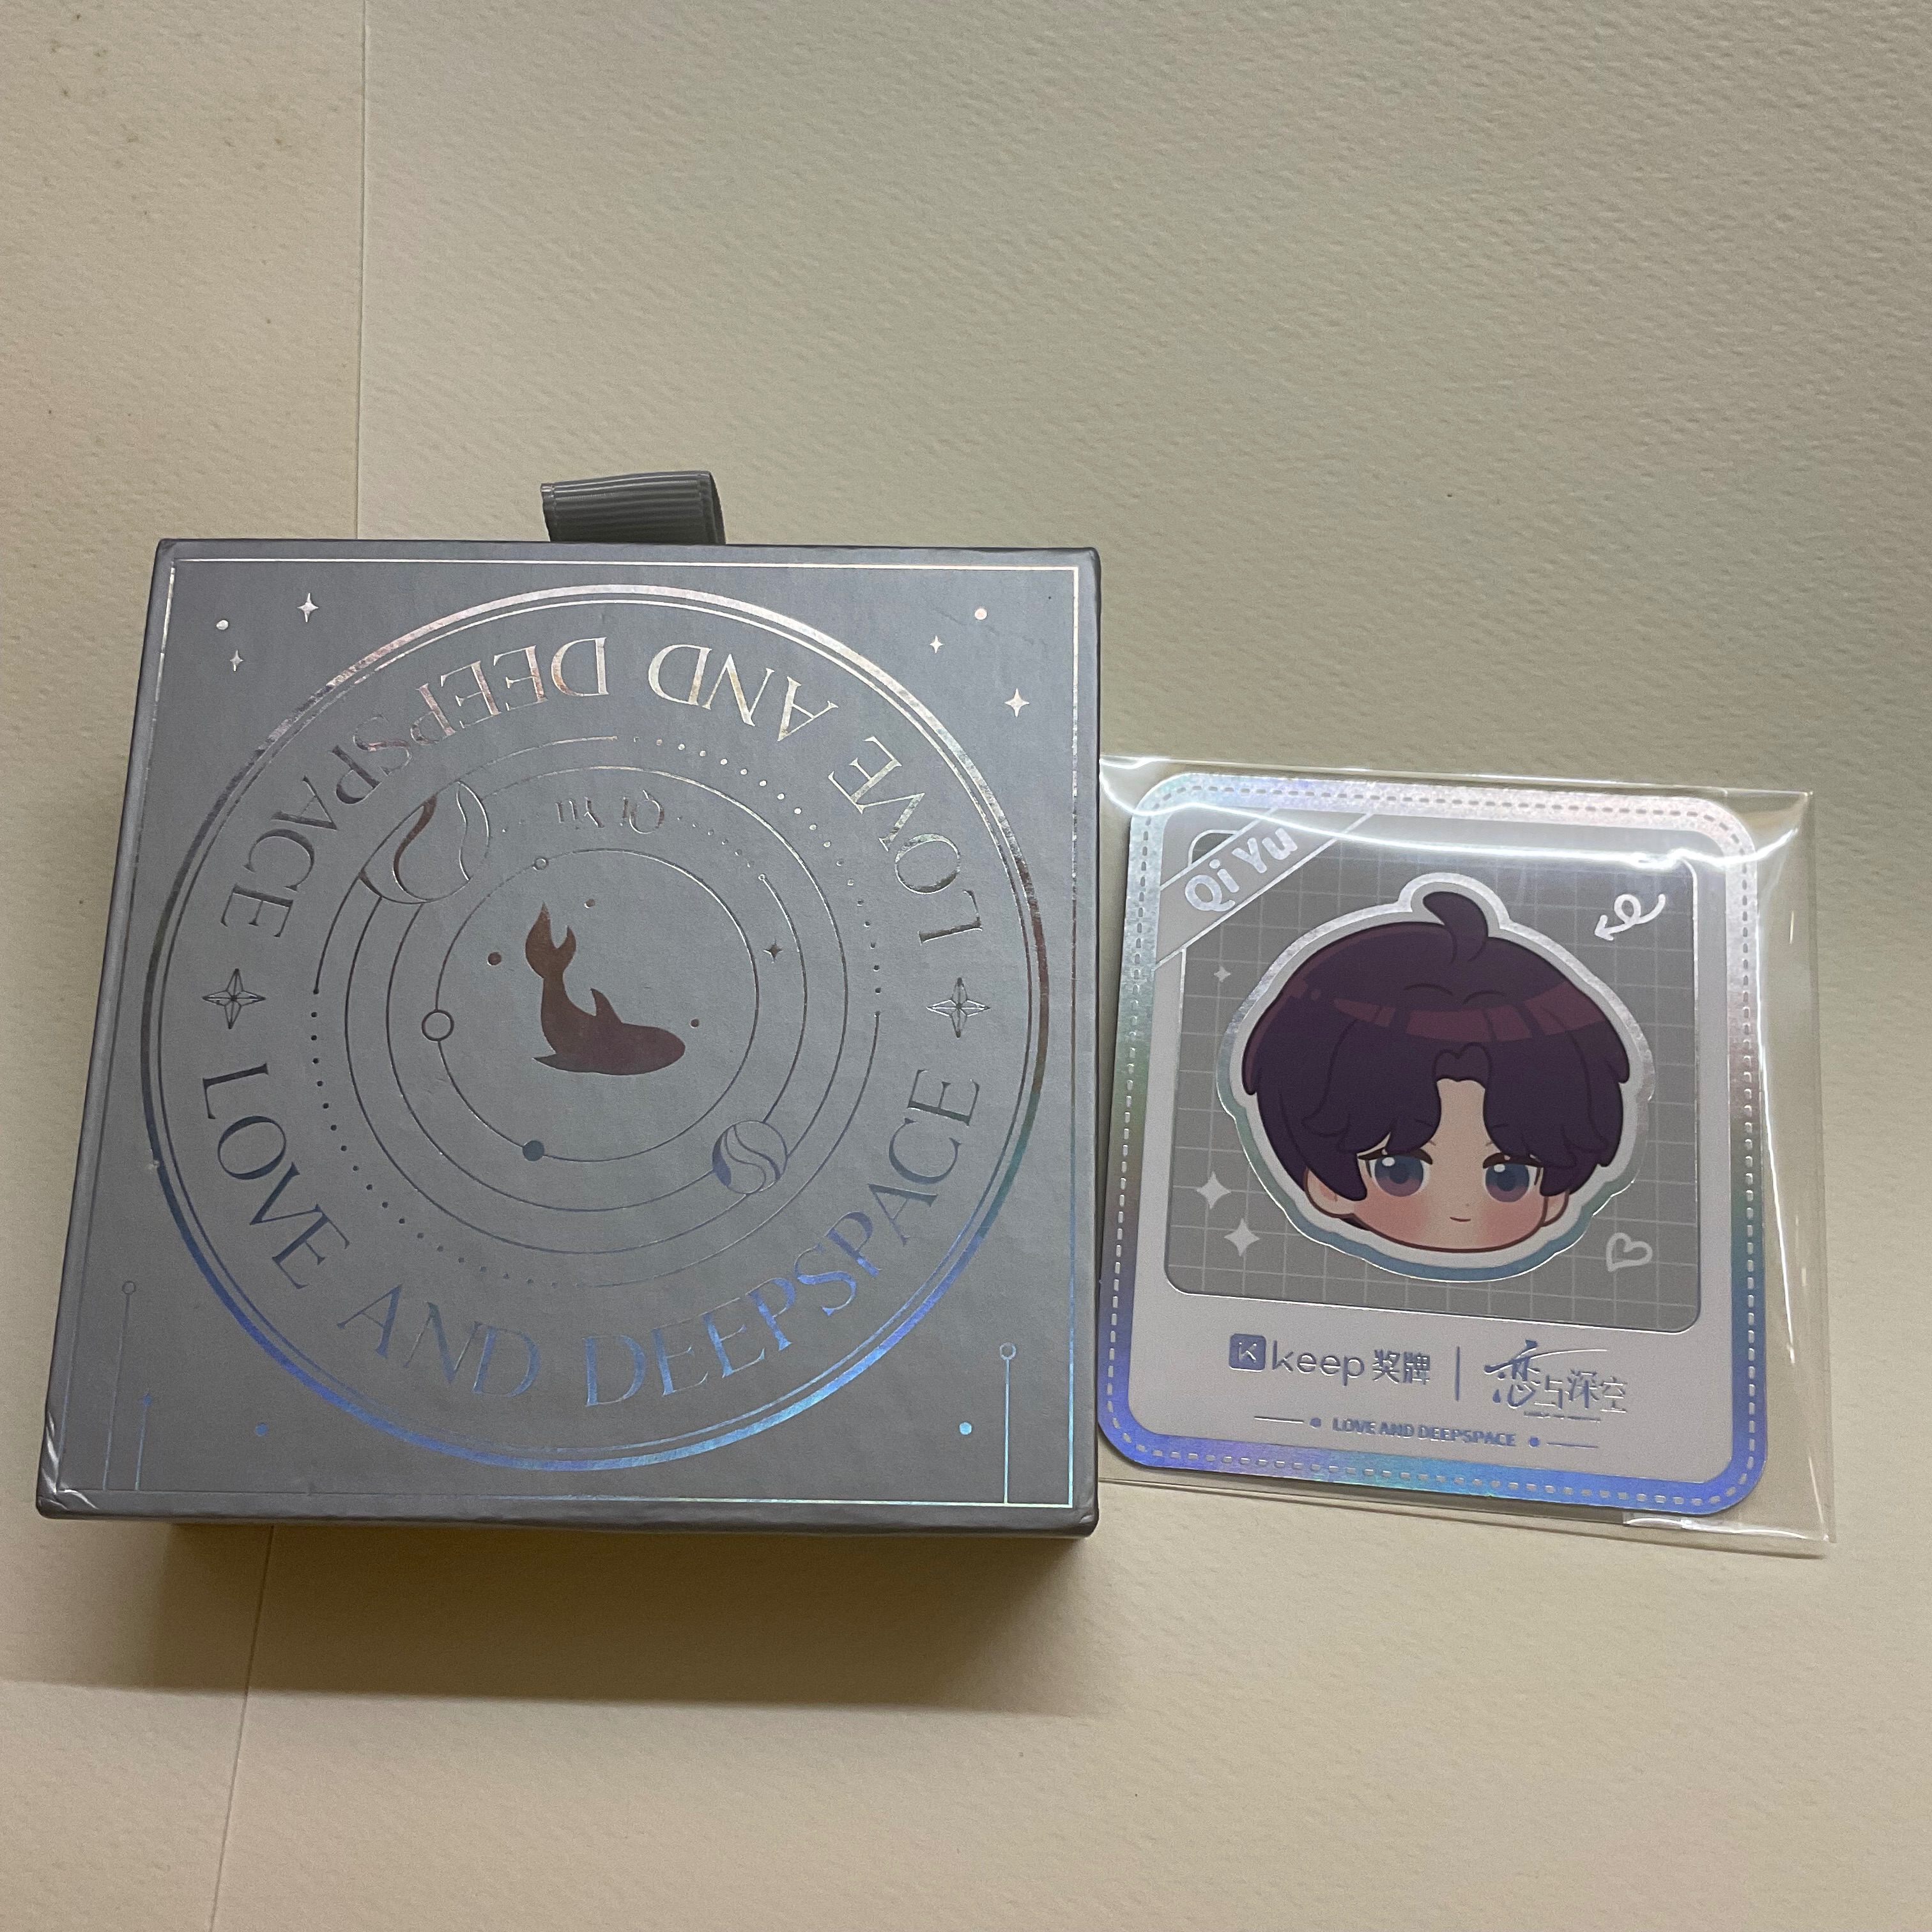 LOVE AND DEEPSPACE
Qi Yu
LOVE AND DEEPSPACE
Qi Yu
keep 奖牌 | 恋与深空
LOVE AND DEEPSPACE